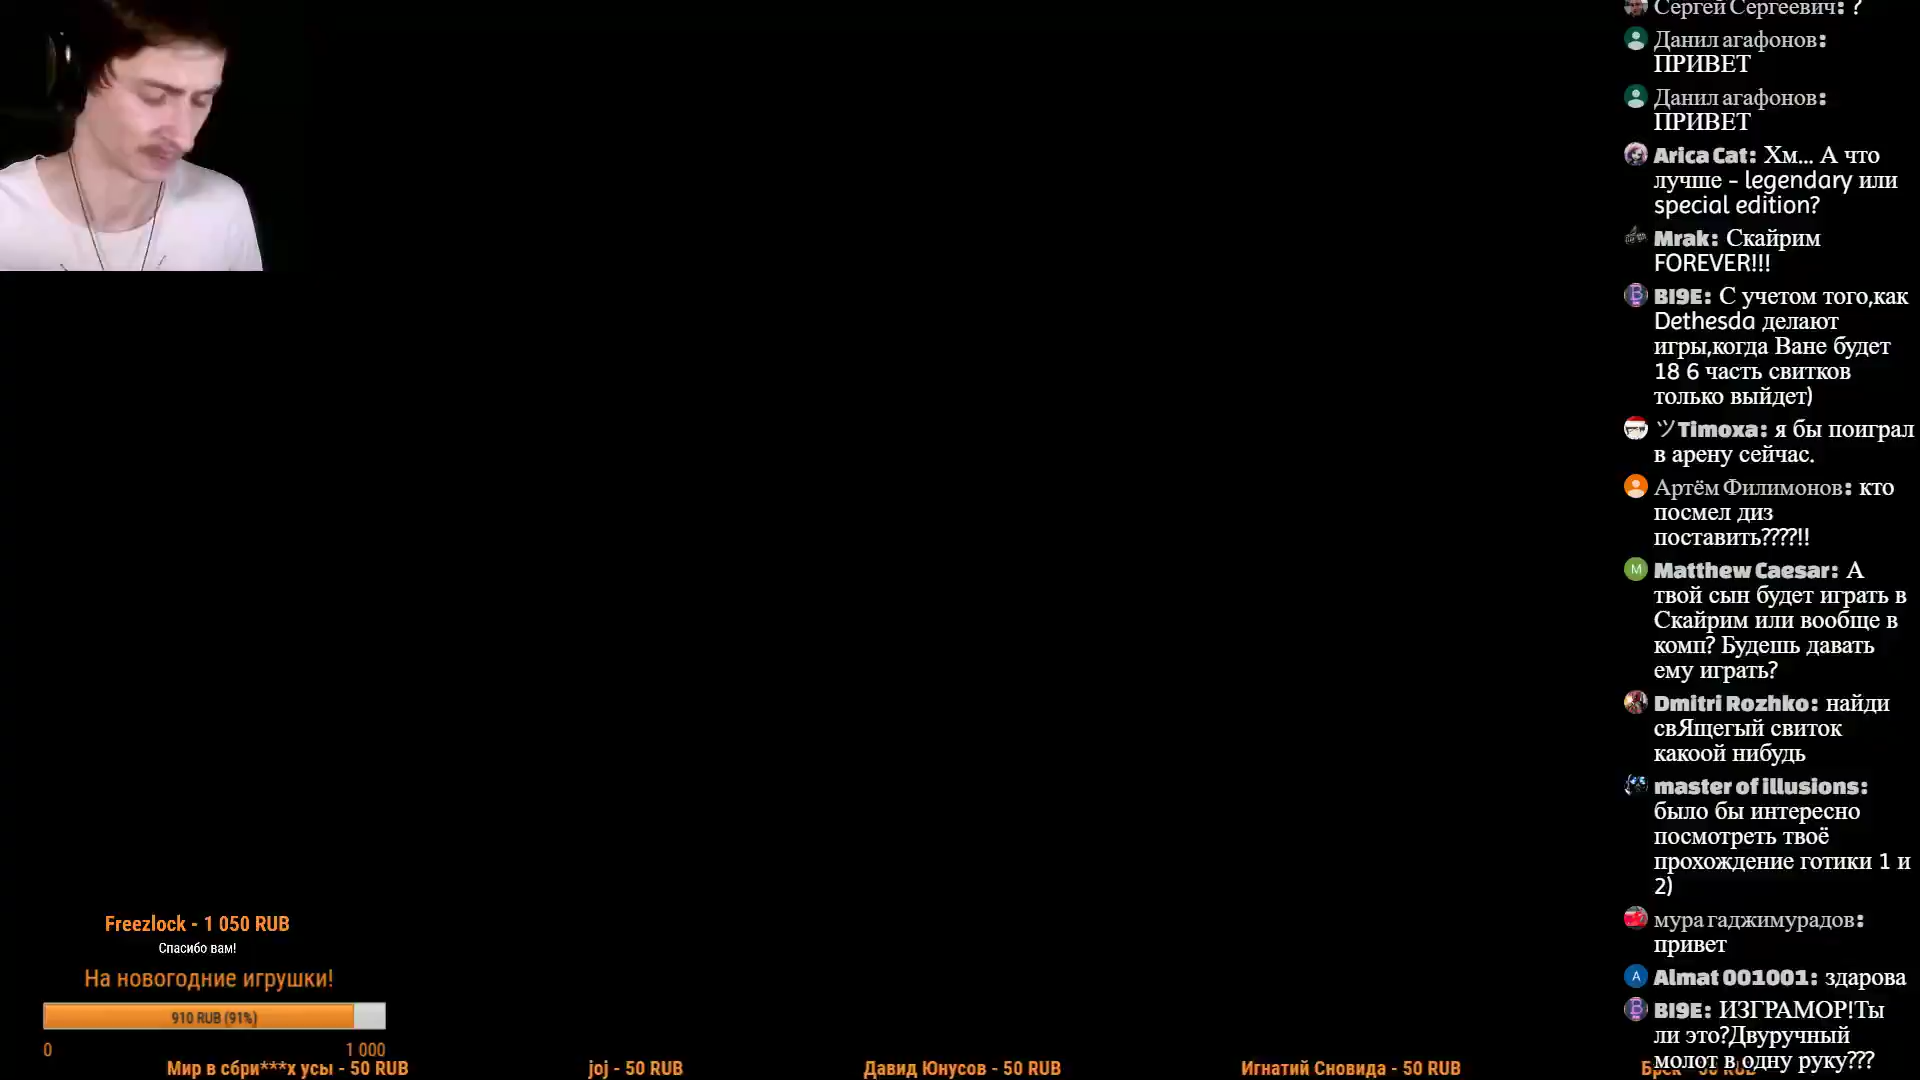 Сергей Сергеевич: ?
Данил агафонов:
ПРИВЕТ
Данил агафонов:
ПРИВЕТ
Arica Cat: Хм... А что
лучше - legendary или
special edition?
Mrak: Скайрим
FOREVER!!!
BI9E: С учетом того,как
Dethesda делают
игры,когда Ване будет
18 6 часть свитков
только выйдет)
ツTimoxa: я бы поиграл
в арену сейчас.
Артём Филимонов: кто
посмел диз
поставить????!!
M Matthew Caesar: А
твой сын будет играть в
Скайрим или вообще в
комп? Будешь давать
ему играть?
Dmitri Rozhko: найди
свЯщегый свиток
какоой нибудь
master of illusions:
было бы интересно
посмотреть твоё
прохождение готики 1 и
2)
мура гаджимурадов:
привет
A Almat 001001: здарова
BI9E: ИЗГРАМОР!Ты
ли это?Двуручный
молот в одну руку???
Freezlock - 1 050 RUB
Спасибо вам!
На новогодние игрушки!
910 RUB (91%)
0 1 000
Мир в сбри***х усы - 50 RUB joj - 50 RUB Давид Юнусов - 50 RUB Игнатий Сновида - 50 RUB